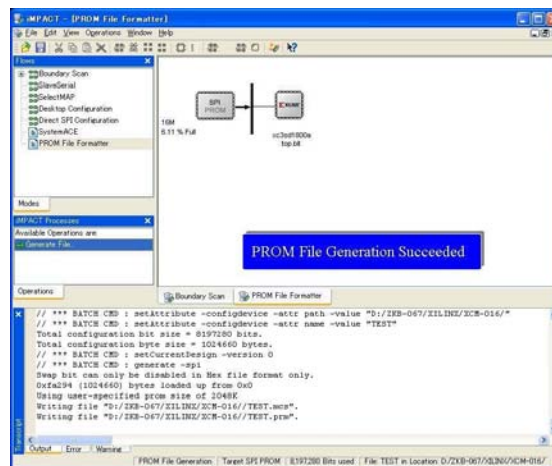 iMPACT - [PROM File Formatter]
File Edit View Operations Window Help
Flows
Boundary Scan
SlaveSerial
SelectMAP
Desktop Configuration
Direct SPI Configuration
SystemACE
PROM File Formatter
Modes
iMPACT Processes
Available Operations are
Generate File...
Operations
SPI
PROM
XILINX
16M
xc3sd1800a
top.bit
PROM File Generation Succeeded
Boundary Scan PROM File Formatter
// *** BATCH CMD : setAttribute -configdevice -attr path -value "D:/ZKB-067/XILINX/XCM-016/"
// *** BATCH CMD : setAttribute -configdevice -attr name -value "TEST"
Total configuration bit size = 8197280 bits.
Total configuration byte size = 1024660 bytes.
// *** BATCH CMD : setCurrentDesign -version 0
// *** BATCH CMD : generate -spi
Swap bit can only be disabled in Hex file format only.
0xfa294 (1024660) bytes loaded up from 0x0
Using user-specified prom size of 2048K
Writing file "D:/ZKB-067/XILINX/XCM-016//TEST.mcs".
Writing file "D:/ZKB-067/XILINX/XCM-016//TEST.prm".
Transcript
Output Error Warning
PROM File Generation Target SPI PROM 8,197,280 Bits used File: TEST in Location: D:/ZKB-067/XILINX/XCM-016/